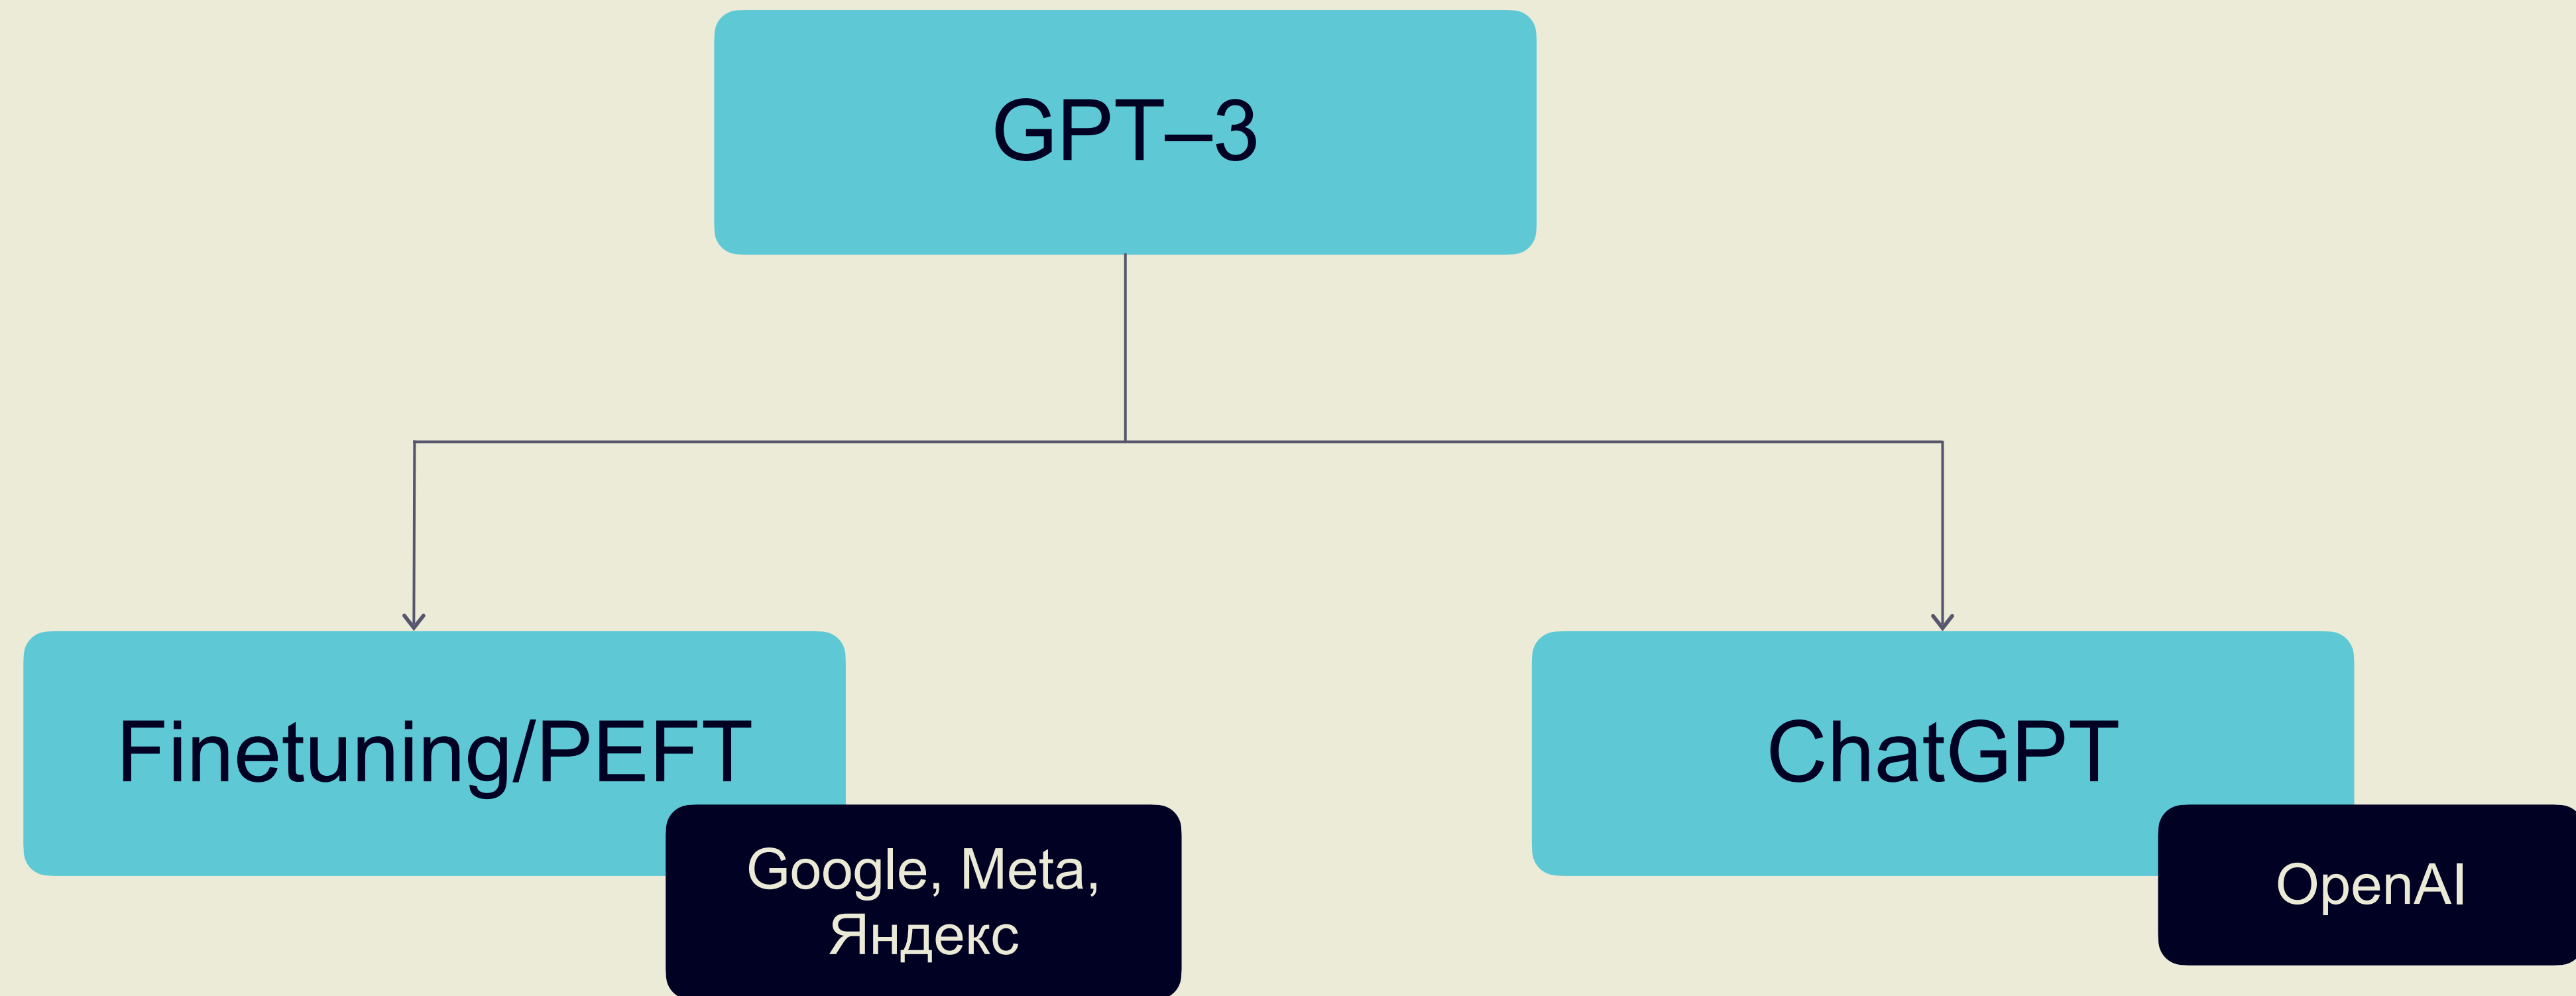 GPT–3
Finetuning/PEFT
Google, Meta,
Яндекс
ChatGPT
OpenAI